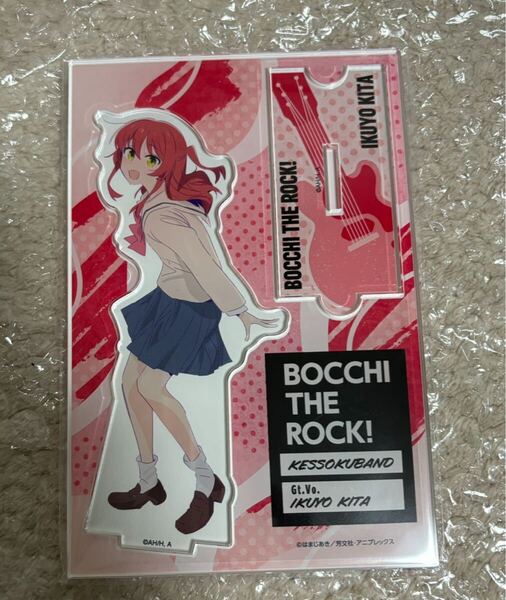 BOCCHI THE ROCK!
©AH/H, A
IKUYO KITA
BOCCHI
THE
ROCK!
KESSOKUBAND
Gt.Vo.
IKUYO KITA
©AH/H, A
©はまじあき/芳文社・アニプレックス